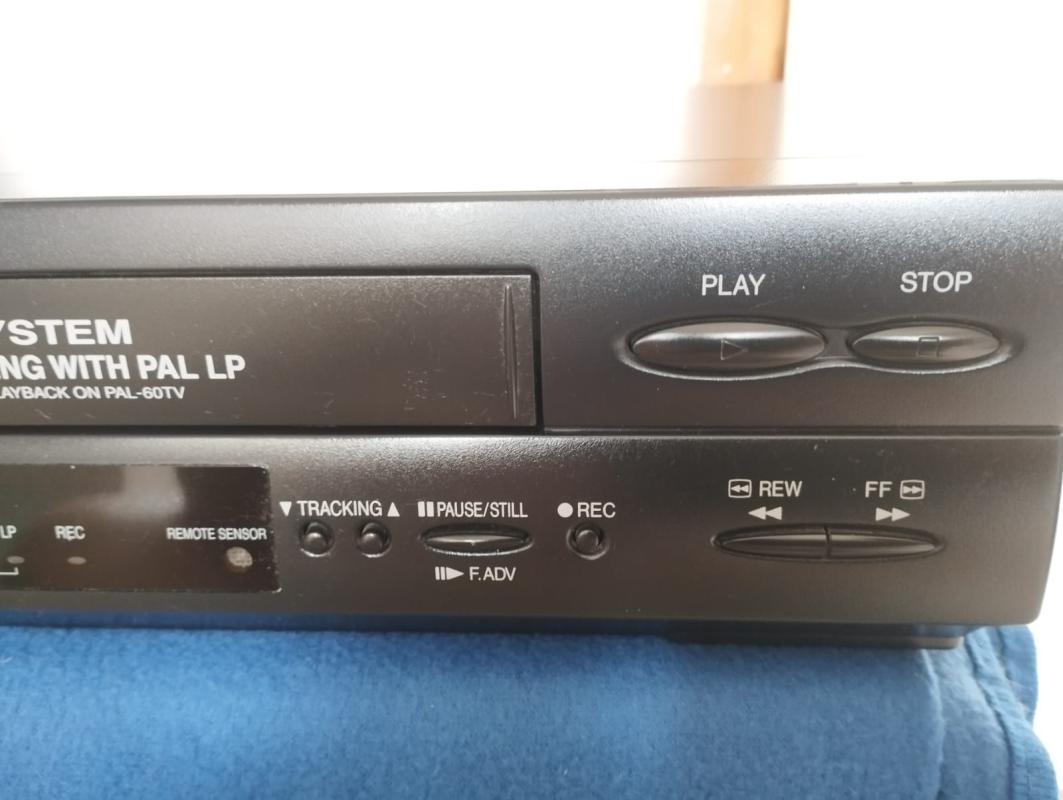 PLAY
STOP
YSTEM
NG WITH PAL LP
LAYBACK ON PAL-60TV
REW
FF
▼ TRACKING ▲
PAUSE/STILL
● REC
LP
REC
REMOTE SENSOR
F.ADV